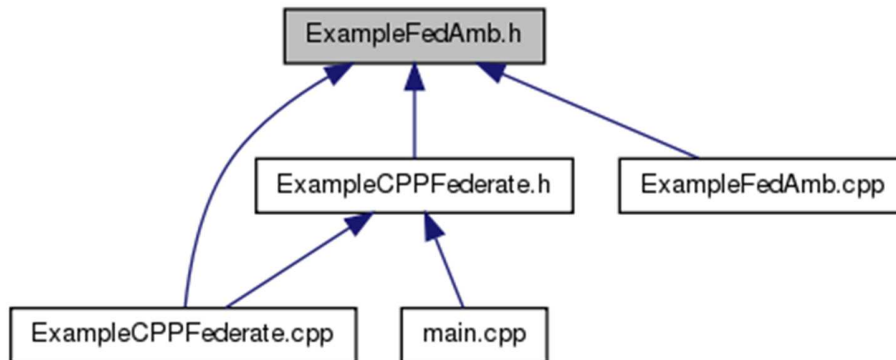 ExampleFedAmb.h
ExampleCPPFederate.h
ExampleFedAmb.cpp
ExampleCPPFederate.cpp
main.cpp